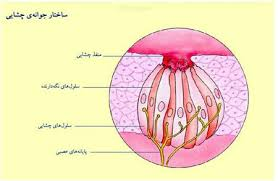 ساختار جوانه‌ی چشایی
منفذ چشایی
سلول‌های نگه‌دارنده
سلول‌های چشایی
پایانه‌های عصبی